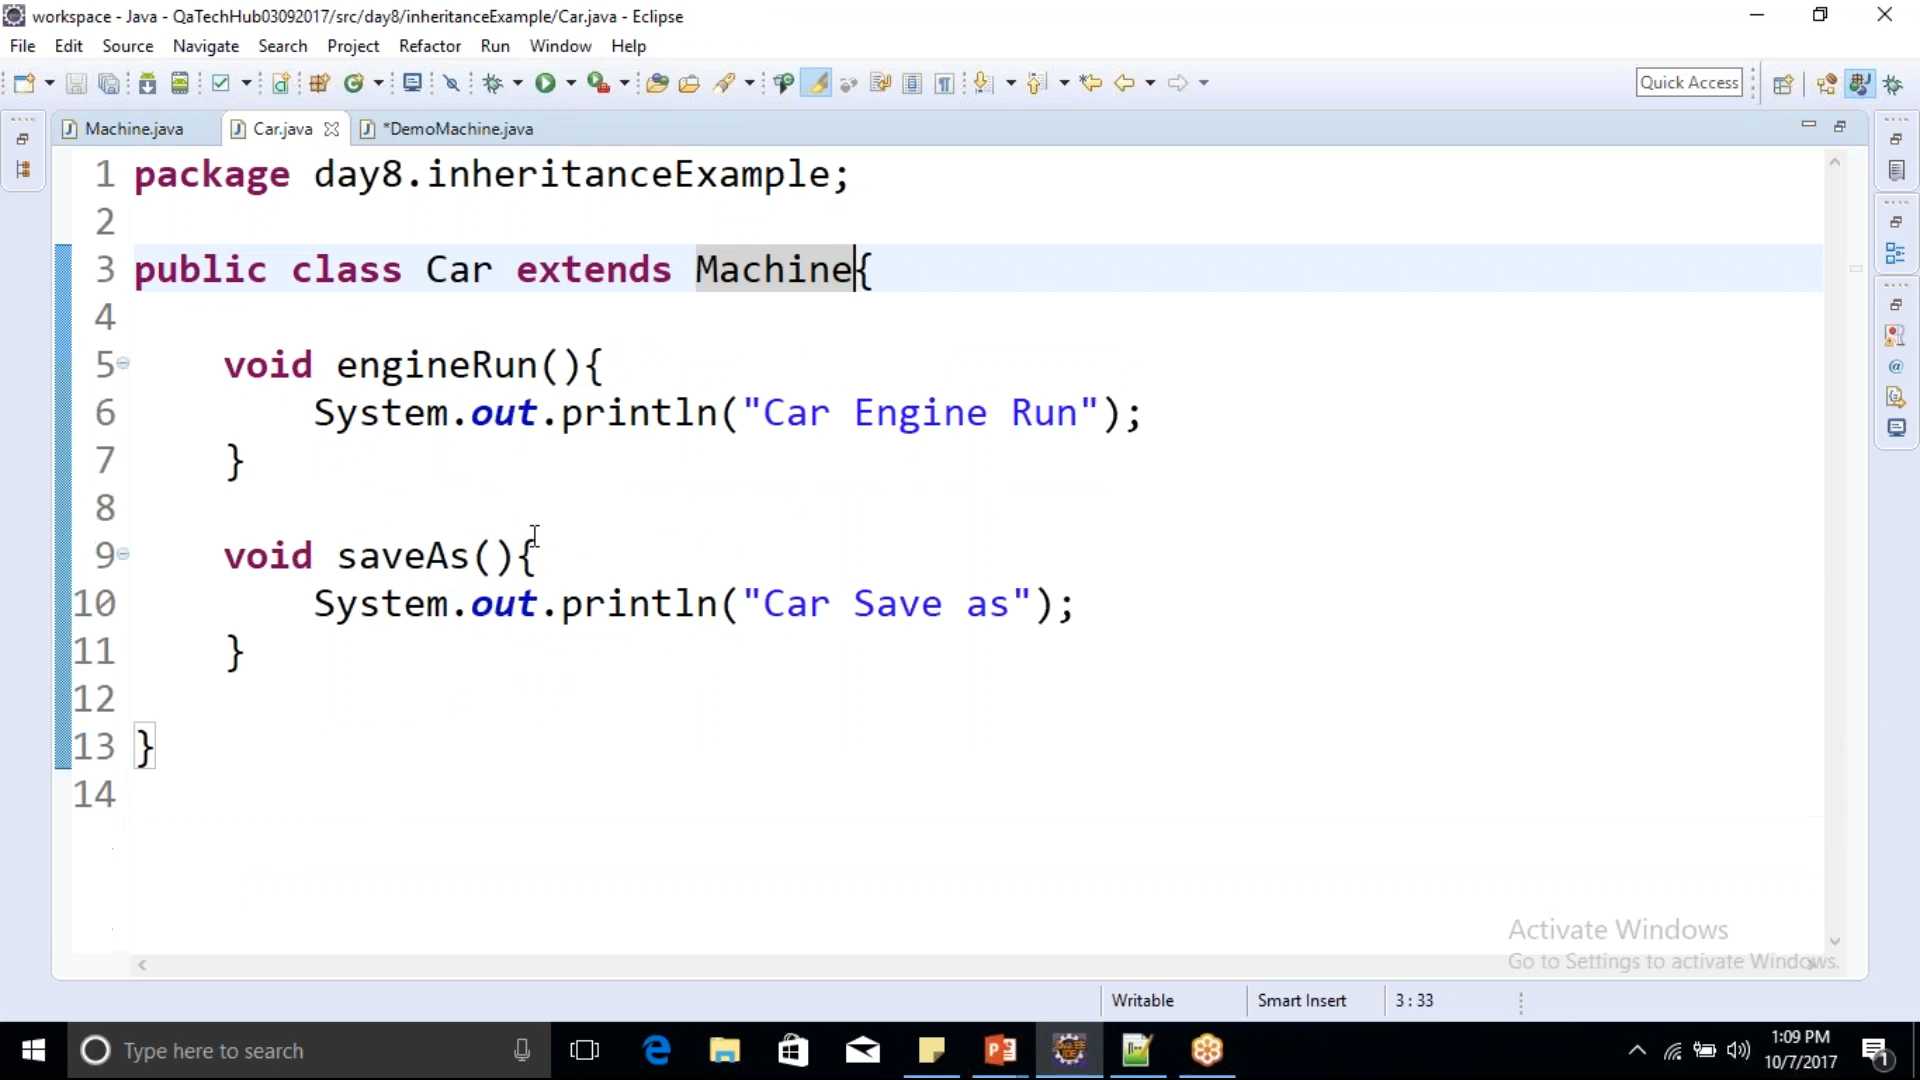 workspace - Java - QaTechHub03092017/src/day8/inheritanceExample/Car.java - Eclipse
File Edit Source Navigate Search Project Refactor Run Window Help
Quick Access
Machine.java Car.java *DemoMachine.java
1 package day8.inheritanceExample;
2
3 public class Car extends Machine{
4
5 void engineRun(){
6 System.out.println("Car Engine Run");
7 }
8
9 void saveAs(){
10 System.out.println("Car Save as");
11 }
12
13 }
14
Activate Windows
Go to Settings to activate Windows.
Writable Smart Insert 3 : 33
Type here to search
1:09 PM
10/7/2017
1